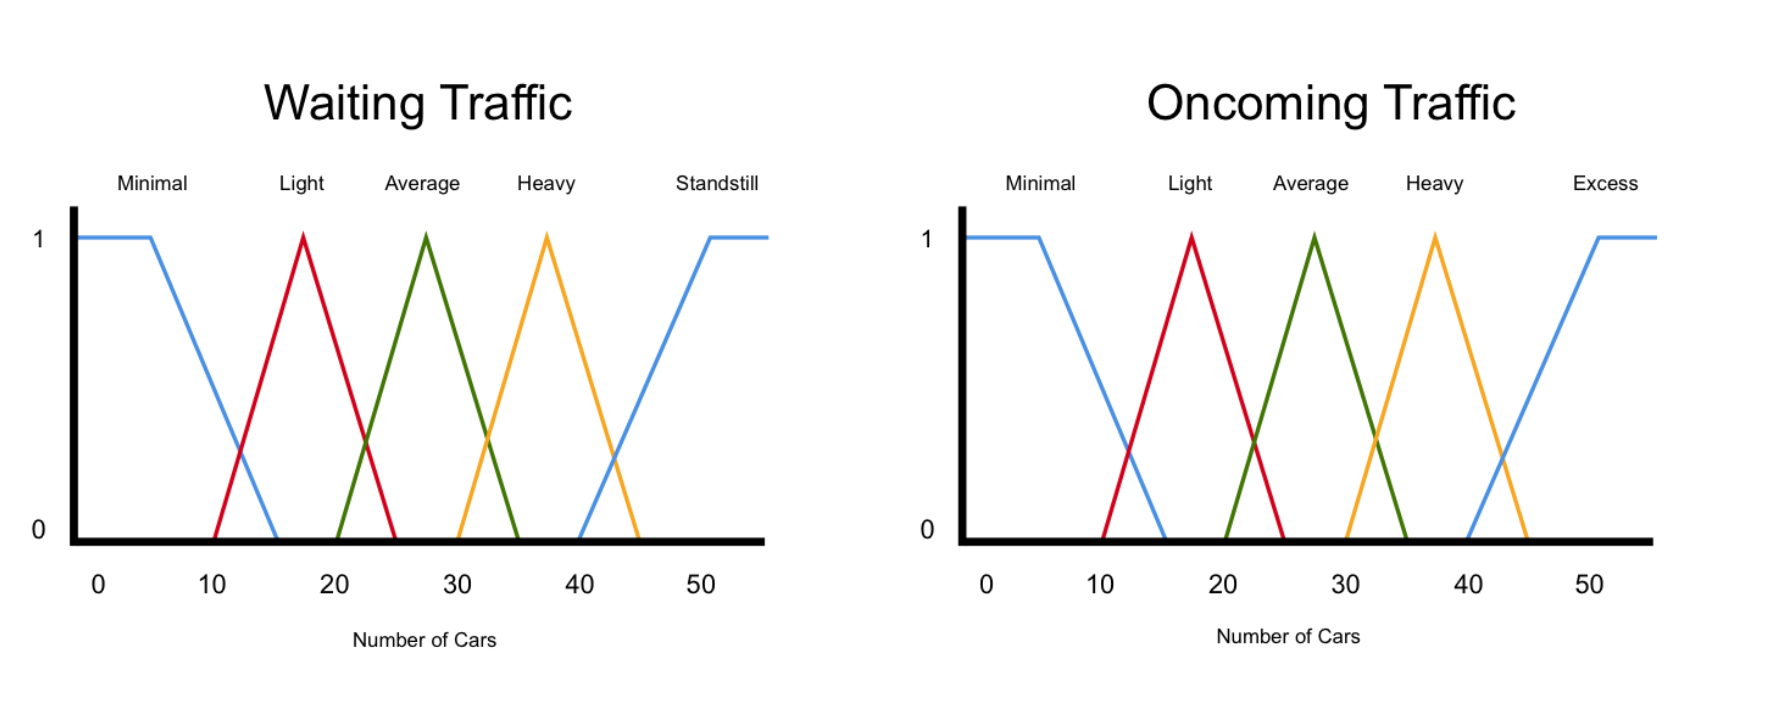 Waiting Traffic
Minimal Light Average Heavy Standstill
1
0
0 10 20 30 40 50
Number of Cars
Oncoming Traffic
Minimal Light Average Heavy Excess
1
0
0 10 20 30 40 50
Number of Cars